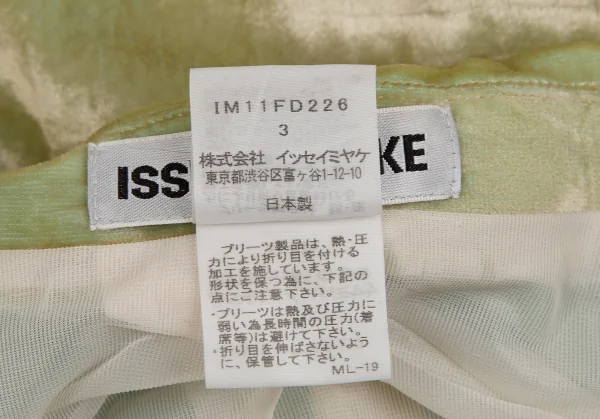 IM11FD226
3
株式会社 イッセイミヤケ
東京都渋谷区富ヶ谷1-12-10
日本製
ISS KE
プリーツ製品は、熱・圧
力により折り目を付ける
加工を施しています。
形状を保つ為に、下記の
点にご注意下さい。
・プリーツは熱及び圧力に
弱い為長時間の圧力(着
席等)は避けて下さい。
・折り目を伸ばさないよう
に、保管して下さい。
ML-19